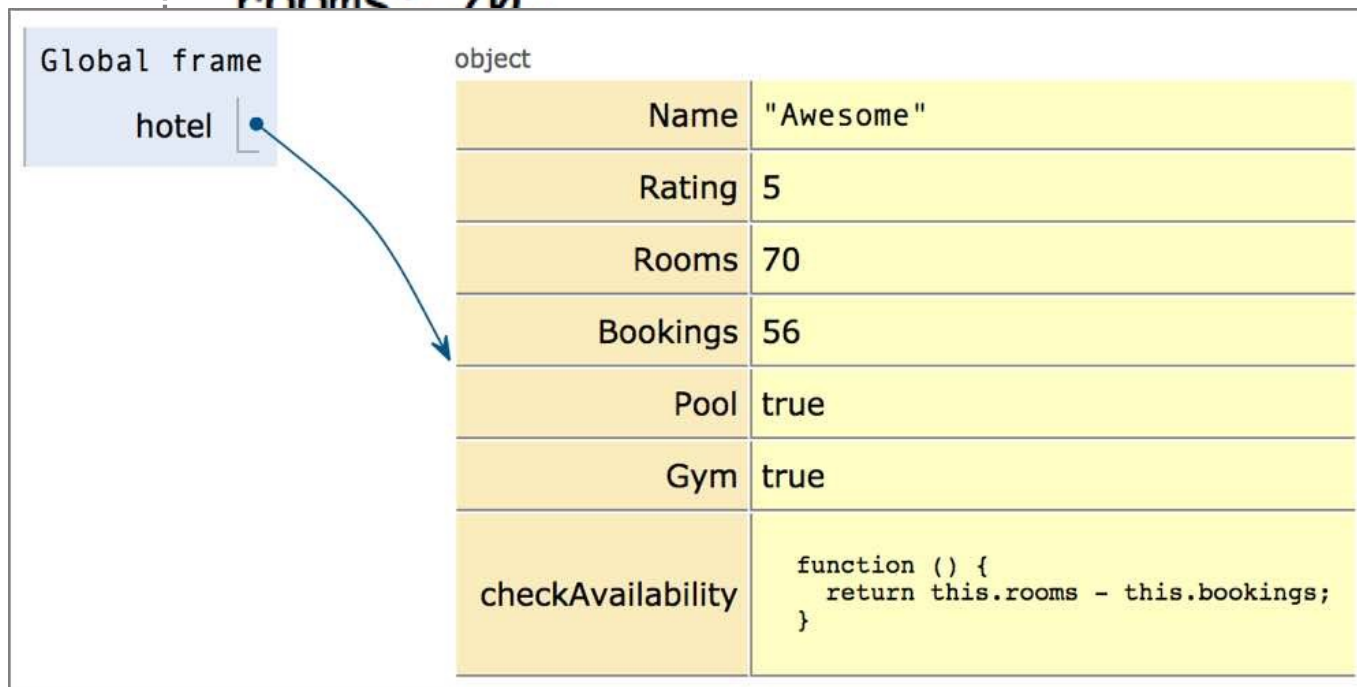 Global frame
hotel
object
Name "Awesome"
Rating 5
Rooms 70
Bookings 56
Pool true
Gym true
checkAvailability
function () {
return this.rooms - this.bookings;
}